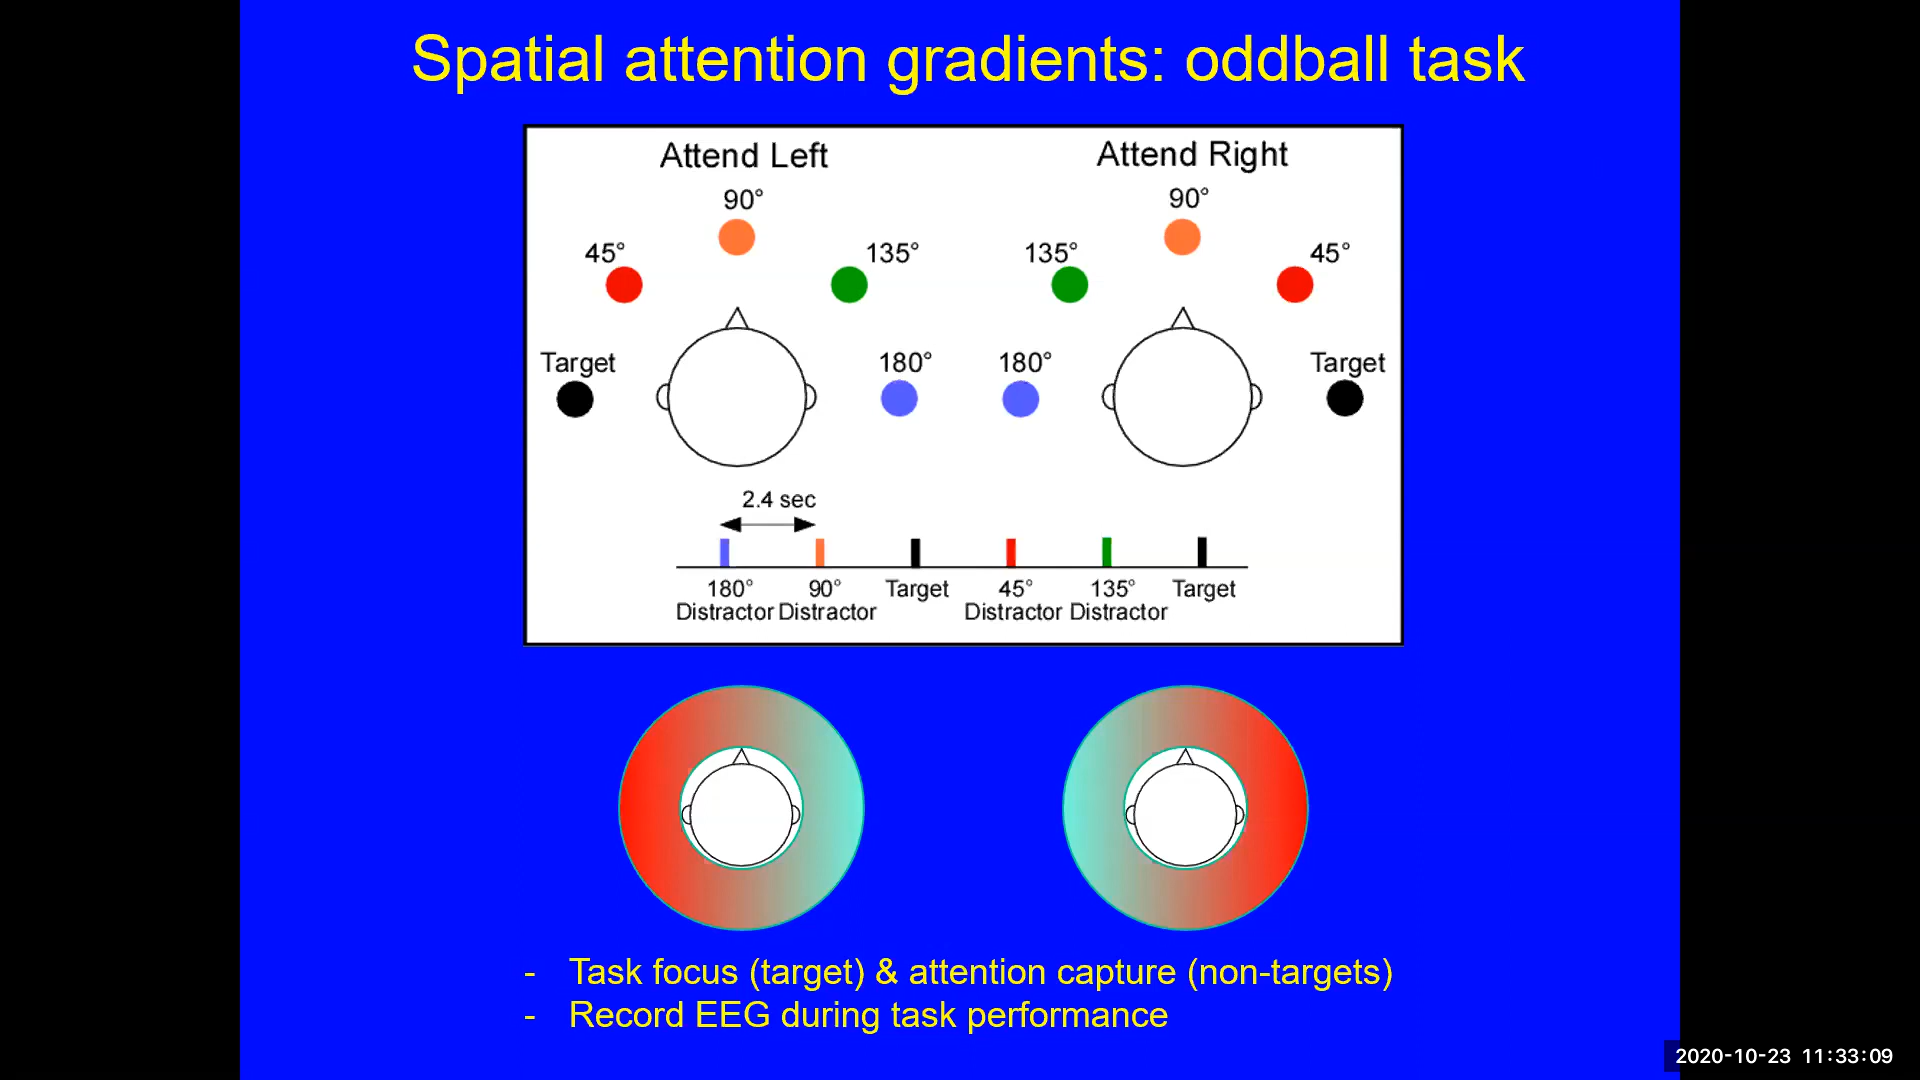 Spatial attention gradients: oddball task
Attend Left
90°
45°
135°
Target
180°
Attend Right
90°
135°
45°
180°
Target
2.4 sec
180° 90° Target 45° 135° Target
Distractor Distractor Distractor Distractor
- Task focus (target) & attention capture (non-targets)
- Record EEG during task performance
2020-10-23 11:33:09